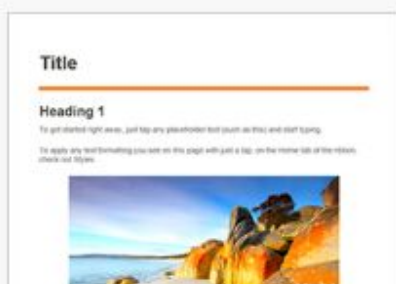 Title
Heading 1
To get started right away, just tap any placeholder text (such as this) and start typing.
To apply any text formatting you see on this page with just a tap, on the Home tab of the ribbon,
check out Styles.